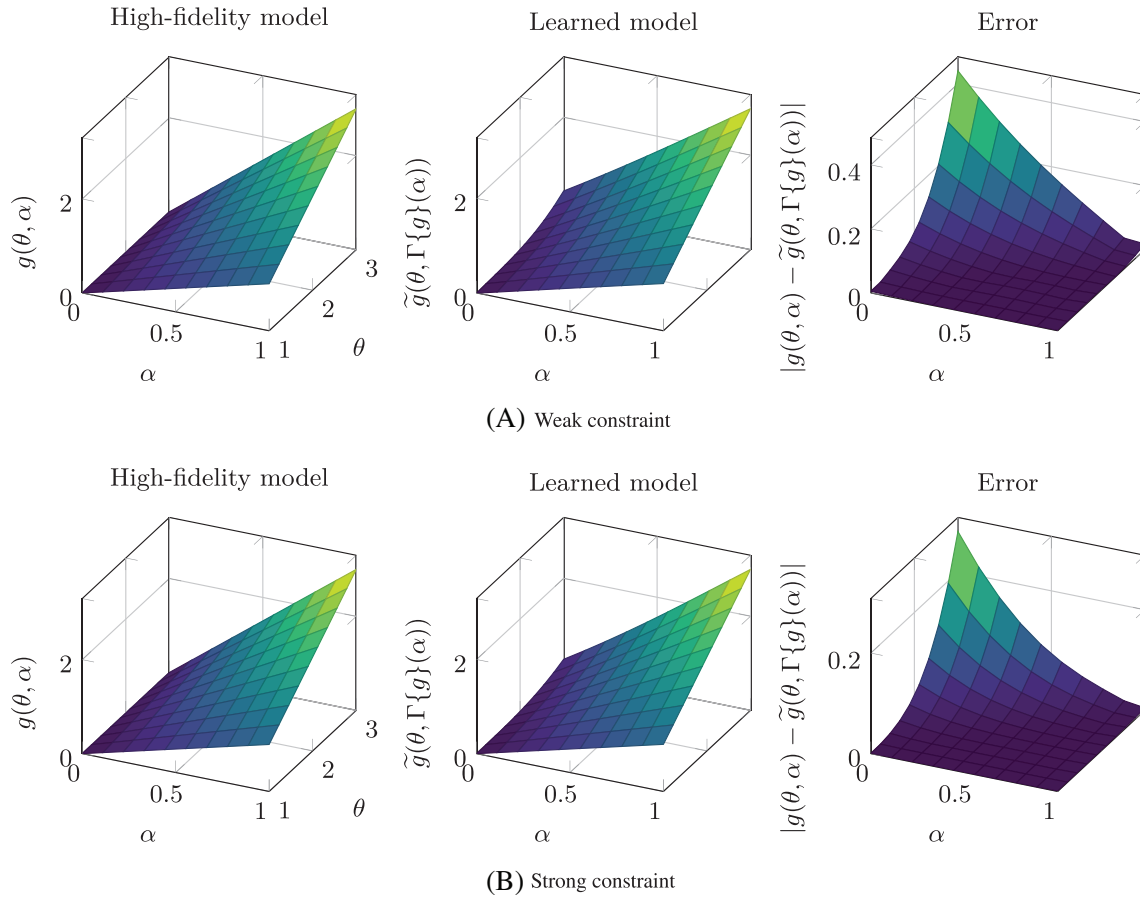 High-fidelity model
Learned model
Error
g(θ, α)
2
0
0
0.5
1
α
1
2
3
θ
g̃(θ, Γ{g}(α))
2
0
0
0.5
1
α
|g(θ, α) − g̃(θ, Γ{g}(α))|
0.4
0.2
0
0
0.5
1
α
(A) Weak constraint
High-fidelity model
Learned model
Error
g(θ, α)
2
0
0
0.5
1
α
1
2
3
θ
g̃(θ, Γ{g}(α))
2
0
0
0.5
1
α
|g(θ, α) − g̃(θ, Γ{g}(α))|
0.2
0
0
0.5
1
α
(B) Strong constraint